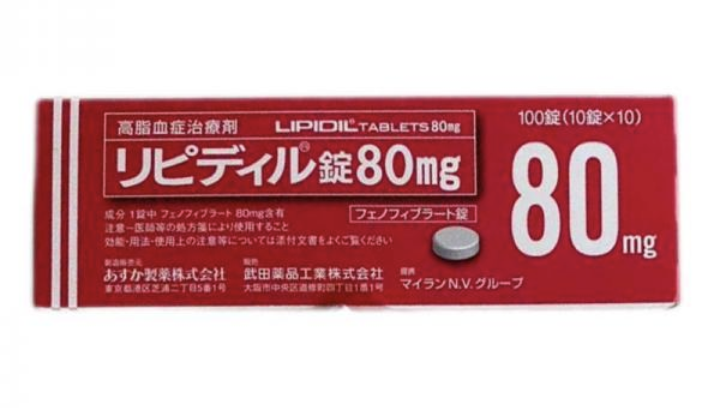 高脂血症治療剤 LIPIDIL® TABLETS 80mg
リピディル®錠80mg
100錠(10錠×10)
80mg
成分 1錠中 フェノフィブラート 80mg含有
注意-医師等の処方箋により使用すること
効能・用法・使用上の注意等については添付文書をよくご覧ください
フェノフィブラート錠
製造販売元
あすか製薬株式会社
東京都港区芝浦二丁目5番1号
販売
武田薬品工業株式会社
大阪市中央区道修町四丁目1番1号
提携
マイランN.V.グループ